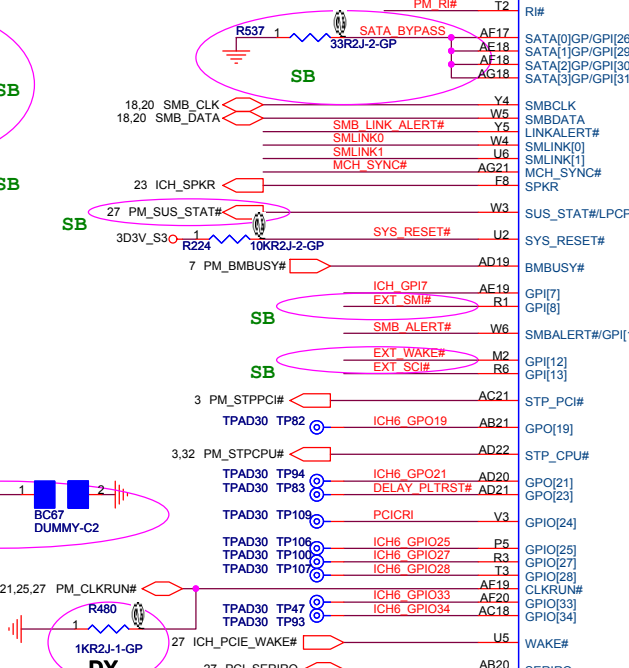 PM_RI# T2 RI#
R537 1 SATA_BYPASS AF17 SATA[0]GP/GPI[26
33R2J-2-GP AE18 SATA[1]GP/GPI[29
AF18 SATA[2]GP/GPI[30
SB AG18 SATA[3]GP/GPI[31
SB
18,20 SMB_CLK Y4 SMBCLK
18,20 SMB_DATA W5 SMBDATA
SMB_LINK_ALERT# Y5 LINKALERT#
SMLINK0 W4 SMLINK[0]
SMLINK1 U6 SMLINK[1]
MCH_SYNC# AG21 MCH_SYNC#
SB 23 ICH_SPKR F8 SPKR
27 PM_SUS_STAT# W3 SUS_STAT#/LPCP
SB
3D3V_S3 1 SYS_RESET# U2 SYS_RESET#
R224 10KR2J-2-GP
7 PM_BMBUSY# AD19 BMBUSY#
ICH_GPI7 AE19 GPI[7]
EXT_SMI# R1 GPI[8]
SB
SMB_ALERT# W6 SMBALERT#/GPI[1
EXT_WAKE# M2 GPI[12]
SB EXT_SCI# R6 GPI[13]
3 PM_STPPCI# AC21 STP_PCI#
TPAD30 TP82 ICH6_GPO19 AB21 GPO[19]
3,32 PM_STPCPU# AD22 STP_CPU#
TPAD30 TP94 ICH6_GPO21 AD20 GPO[21]
TPAD30 TP83 DELAY_PLTRST# AD21 GPO[23]
1 2
BC67
DUMMY-C2
TPAD30 TP109 PCICRI V3 GPIO[24]
TPAD30 TP106 ICH6_GPIO25 P5 GPIO[25]
TPAD30 TP100 ICH6_GPIO27 R3 GPIO[27]
TPAD30 TP107 ICH6_GPIO28 T3 GPIO[28]
21,25,27 PM_CLKRUN# AF19 CLKRUN#
TPAD30 TP47 ICH6_GPIO33 AF20 GPIO[33]
TPAD30 TP93 ICH6_GPIO34 AC18 GPIO[34]
R480
1
1KR2J-1-GP
27 ICH_PCIE_WAKE# U5 WAKE#
DY
27 PCI_SERIRQ AB20 SERIRQ